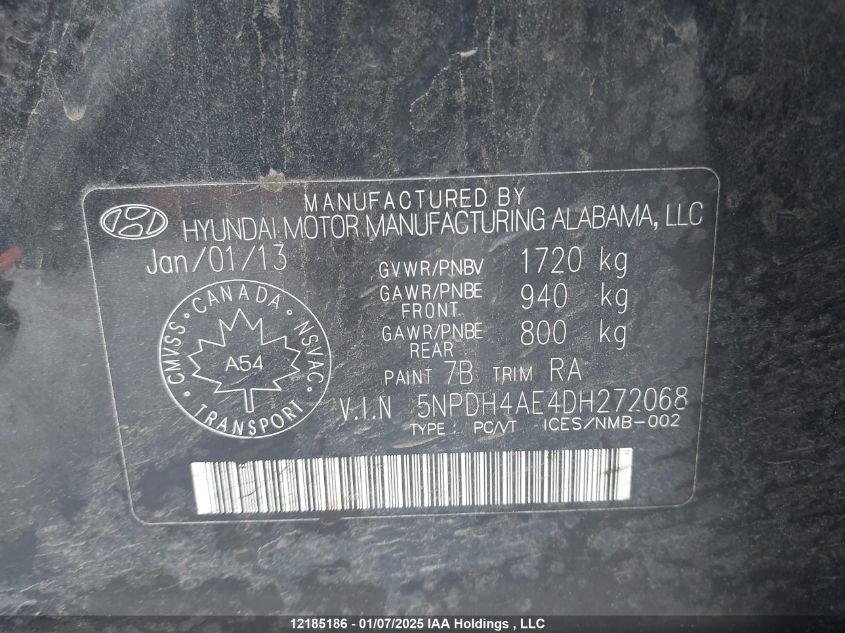 MANUFACTURED BY
HYUNDAI MOTOR MANUFACTURING ALABAMA, LLC
Jan/01/13
GVWR/PNBV 1720 kg
GAWR/PNBE FRONT 940 kg
GAWR/PNBE REAR 800 kg
PAINT 7B TRIM RA
CANADA
CMVSS NSVAC
A54
TRANSPORT
V.I.N 5NPDH4AE4DH272068
TYPE: PC/VT ICES/NMB-002
12185186 - 01/07/2025 IAA Holdings , LLC